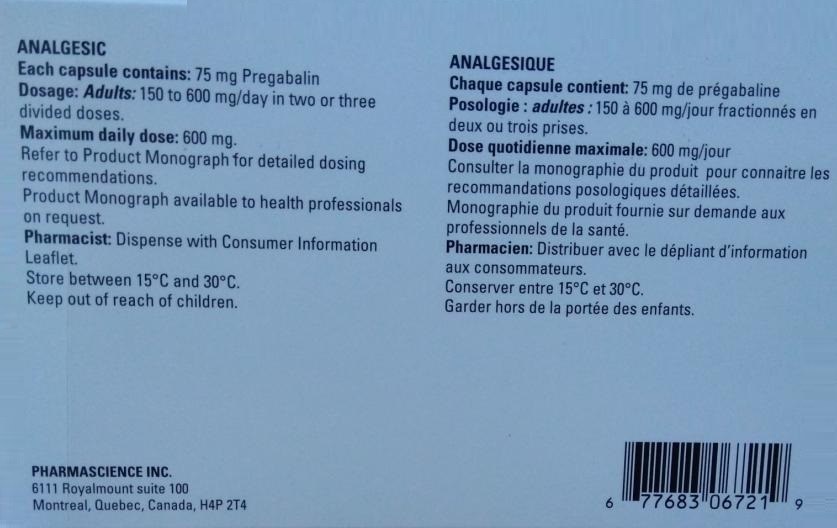 ANALGESIC
Each capsule contains: 75 mg Pregabalin
Dosage: Adults: 150 to 600 mg/day in two or three
divided doses.
Maximum daily dose: 600 mg.
Refer to Product Monograph for detailed dosing
recommendations.
Product Monograph available to health professionals
on request.
Pharmacist: Dispense with Consumer Information
Leaflet.
Store between 15°C and 30°C.
Keep out of reach of children.
ANALGESIQUE
Chaque capsule contient: 75 mg de prégabaline
Posologie : adultes : 150 à 600 mg/jour fractionnés en
deux ou trois prises.
Dose quotidienne maximale: 600 mg/jour
Consulter la monographie du produit pour connaitre les
recommandations posologiques détaillées.
Monographie du produit fournie sur demande aux
professionnels de la santé.
Pharmacien: Distribuer avec le dépliant d'information
aux consommateurs.
Conserver entre 15°C et 30°C.
Garder hors de la portée des enfants.
PHARMASCIENCE INC.
6111 Royalmount suite 100
Montreal, Quebec, Canada, H4P 2T4
6 77683 06721 9